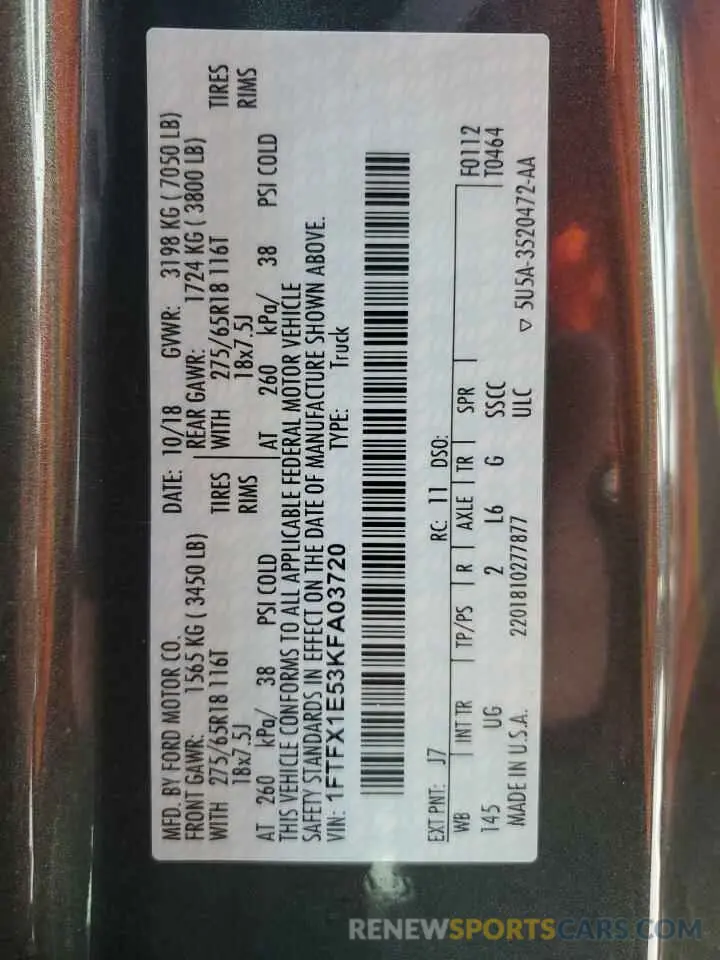 MFD. BY FORD MOTOR CO. DATE: 10/18 GVWR: 3198 KG ( 7050 LB)
FRONT GAWR: 1565 KG ( 3450 LB) REAR GAWR: 1724 KG ( 3800 LB)
WITH 275/65R18 116T TIRES WITH 275/65R18 116T TIRES
18x7.5J RIMS 18x7.5J RIMS
AT 260 kPa/ 38 PSI COLD AT 260 kPa/ 38 PSI COLD
THIS VEHICLE CONFORMS TO ALL APPLICABLE FEDERAL MOTOR VEHICLE
SAFETY STANDARDS IN EFFECT ON THE DATE OF MANUFACTURE SHOWN ABOVE.
VIN: 1FTFX1E53KFA03720 TYPE: Truck
EXT PNT: J7 RC: 11 DSO:
WB INT TR TP/PS R AXLE TR SPR F0112
145 UG 2 L6 G SSCC T0464
MADE IN U.S.A. 2201810277877 ULC ▽ 5U5A-3520472-AA
RENEWSPORTSCARS.COM